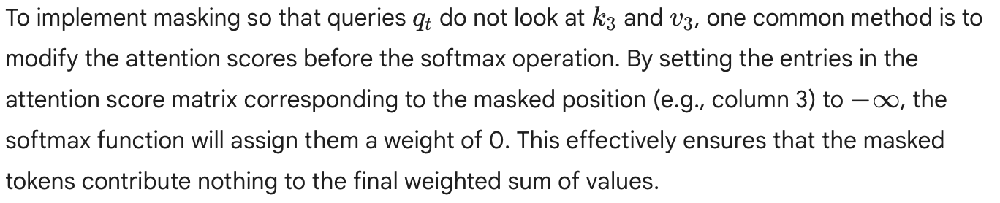 To implement masking so that queries $q_t$ do not look at $k_3$ and $v_3$, one common method is to
modify the attention scores before the softmax operation. By setting the entries in the
attention score matrix corresponding to the masked position (e.g., column 3) to $-\infty$, the
softmax function will assign them a weight of 0. This effectively ensures that the masked
tokens contribute nothing to the final weighted sum of values.